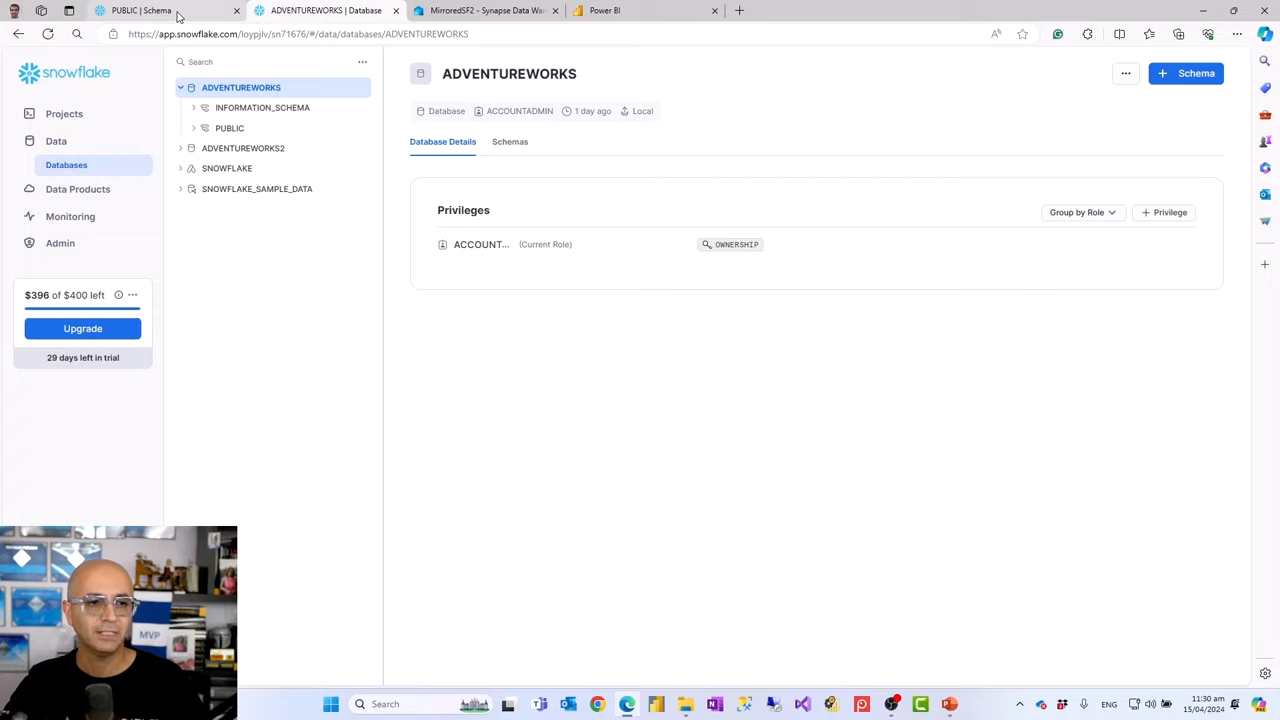 PUBLIC | Schema
ADVENTUREWORKS | Database
MirroredSF2 - Synapse Data War
Power BI
https://app.snowflake.com/loypjlv/sn71676/#/data/databases/ADVENTUREWORKS
snowflake
Projects
Data
Databases
Data Products
Monitoring
Admin
$396 of $400 left
Upgrade
29 days left in trial
Search
ADVENTUREWORKS
INFORMATION_SCHEMA
PUBLIC
ADVENTUREWORKS2
SNOWFLAKE
SNOWFLAKE_SAMPLE_DATA
ADVENTUREWORKS
Schema
Database
ACCOUNTADMIN
1 day ago
Local
Database Details
Schemas
Privileges
Group by Role
Privilege
ACCOUNT...
(Current Role)
OWNERSHIP
MVP
Search
ENG
11:30 am
15/04/2024